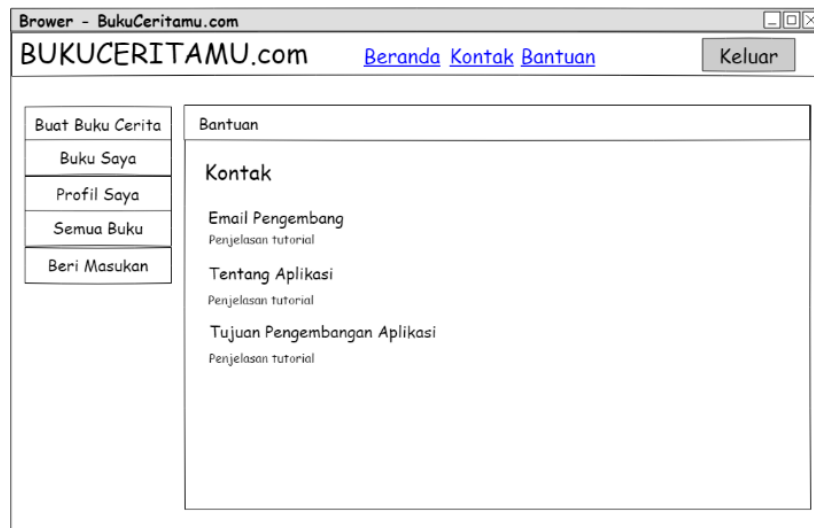 Brower - BukuCeritamu.com
BUKUCERITAMU.com Beranda Kontak Bantuan Keluar
Buat Buku Cerita
Buku Saya
Profil Saya
Semua Buku
Beri Masukan
Bantuan
Kontak
Email Pengembang
Penjelasan tutorial
Tentang Aplikasi
Penjelasan tutorial
Tujuan Pengembangan Aplikasi
Penjelasan tutorial